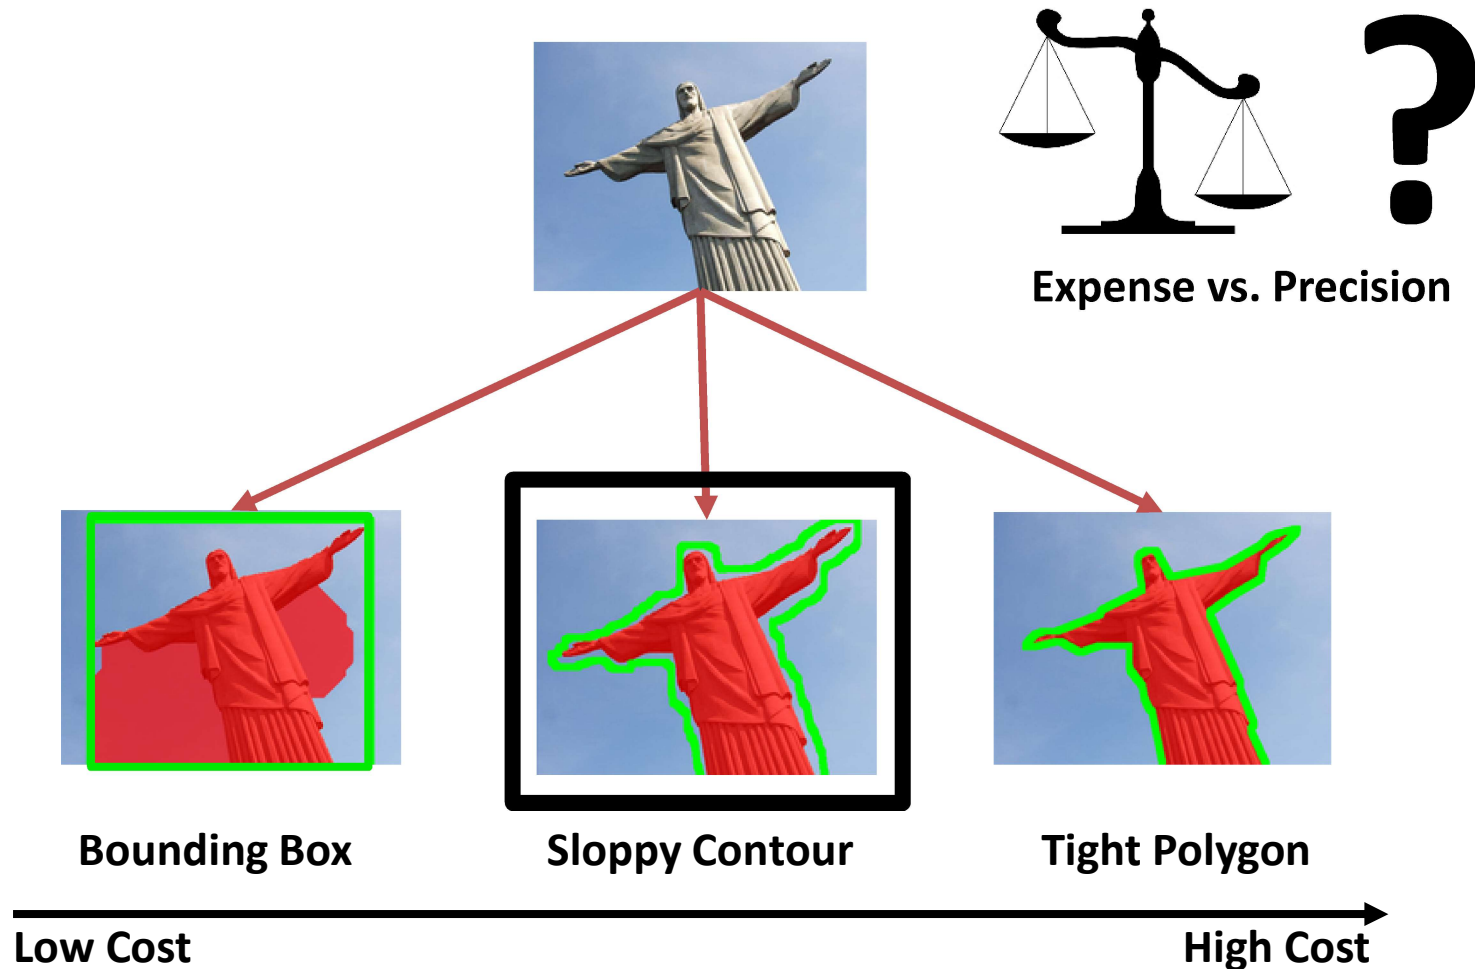 ?
Expense vs. Precision
Bounding Box
Sloppy Contour
Tight Polygon
Low Cost
High Cost